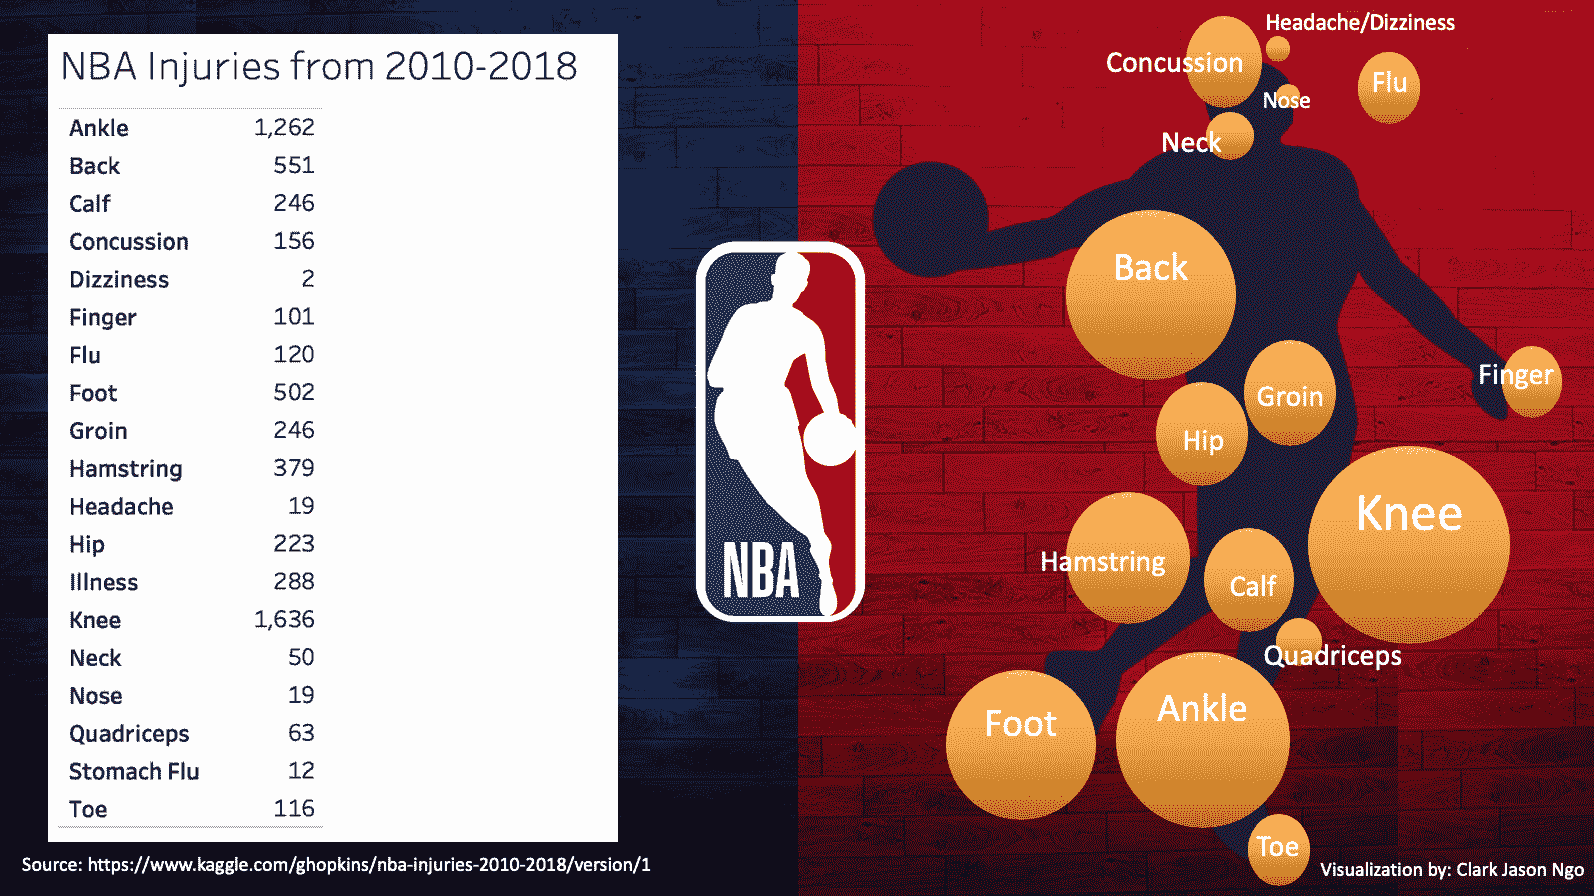 NBA Injuries from 2010-2018
Ankle 1,262
Back 551
Calf 246
Concussion 156
Dizziness 2
Finger 101
Flu 120
Foot 502
Groin 246
Hamstring 379
Headache 19
Hip 223
Illness 288
Knee 1,636
Neck 50
Nose 19
Quadriceps 63
Stomach Flu 12
Toe 116
Source: https://www.kaggle.com/ghopkins/nba-injuries-2010-2018/version/1
NBA
Headache/Dizziness
Concussion
Flu
Nose
Neck
Back
Finger
Groin
Hip
Knee
Hamstring
Calf
Quadriceps
Ankle
Foot
Toe
Visualization by: Clark Jason Ngo